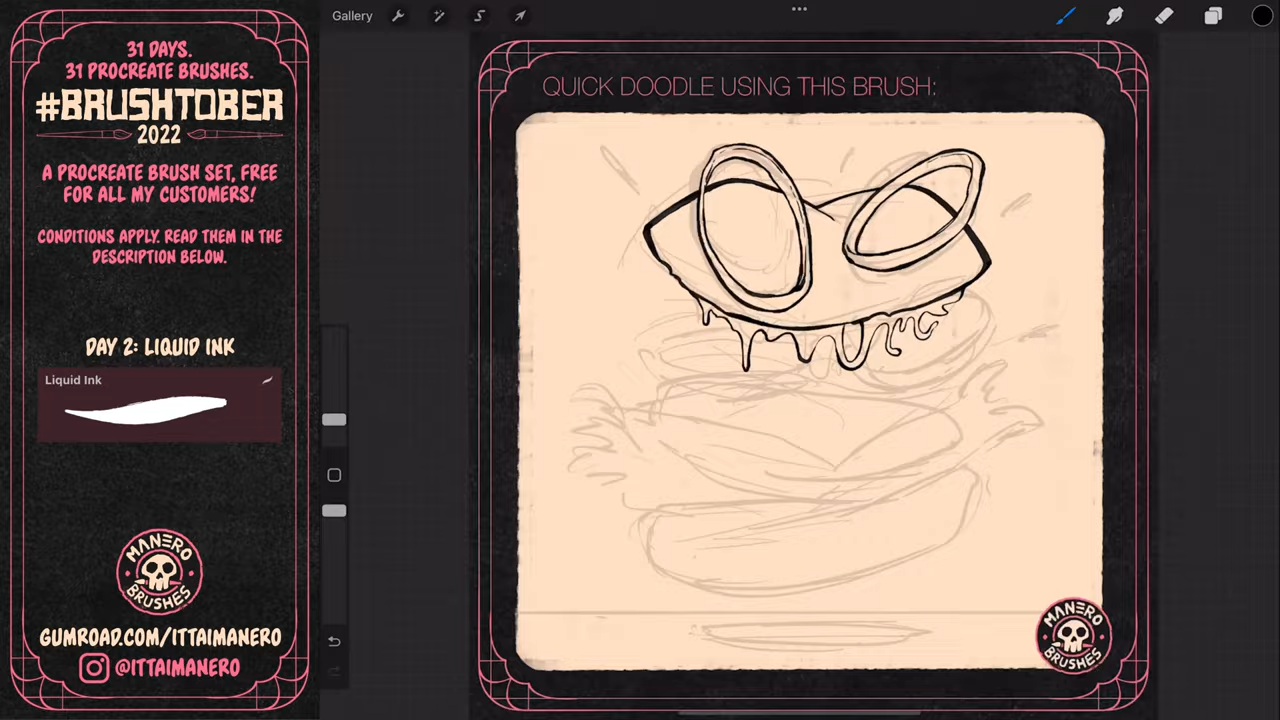 31 DAYS.
31 PROCREATE BRUSHES.
#BRUSHTOBER
2022
A PROCREATE BRUSH SET, FREE
FOR ALL MY CUSTOMERS!
CONDITIONS APPLY. READ THEM IN THE
DESCRIPTION BELOW.
DAY 2: LIQUID INK
Liquid Ink
MANERO
BRUSHES
GUMROAD.COM/ITTAIMANERO
@ITTAIMANERO
Gallery
QUICK DOODLE USING THIS BRUSH:
MANERO
BRUSHES